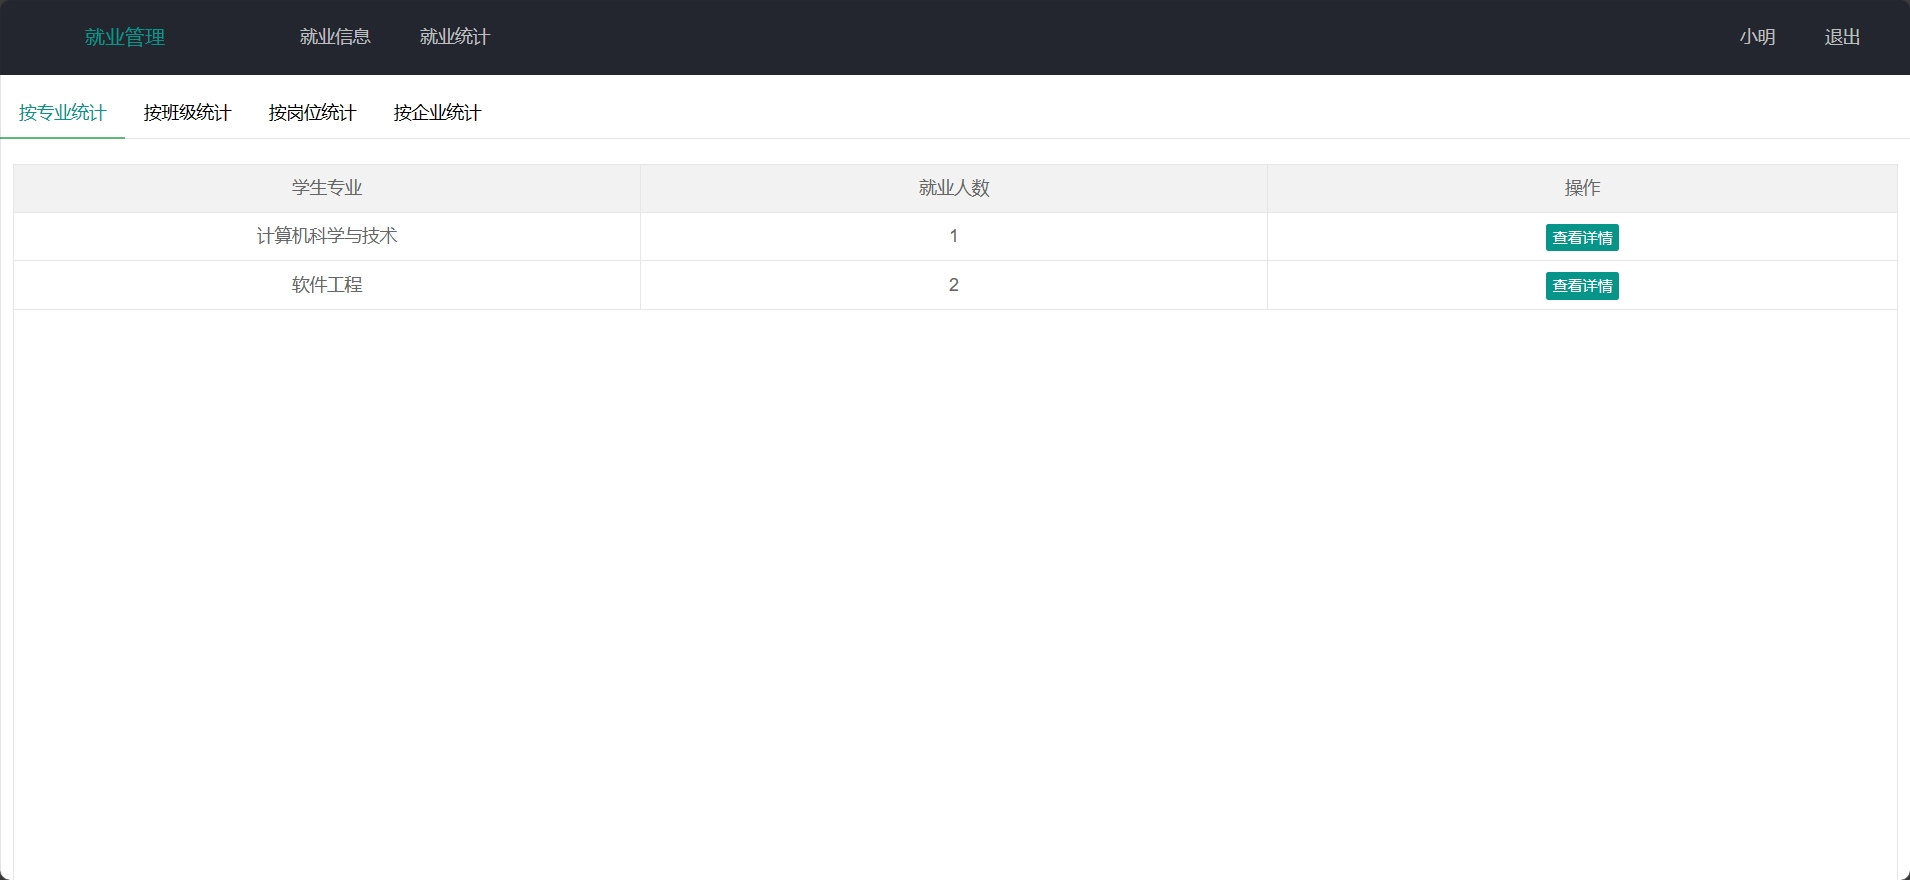 就业管理 就业信息 就业统计 小明 退出
按专业统计 按班级统计 按岗位统计 按企业统计
学生专业 就业人数 操作
计算机科学与技术 1 查看详情
软件工程 2 查看详情